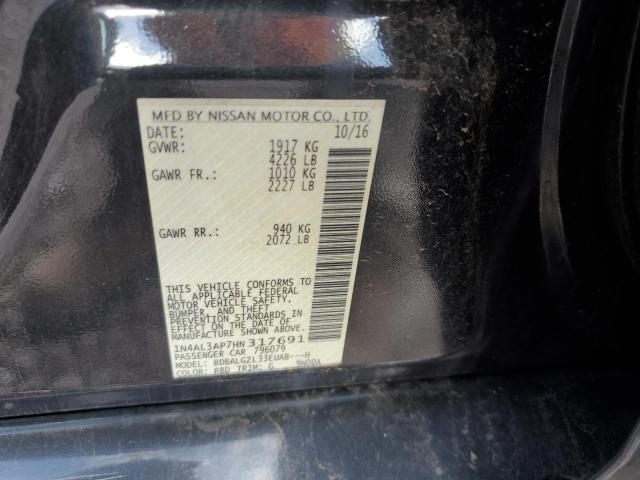 MFD BY NISSAN MOTOR CO., LTD.
DATE: 10/16
GVWR: 1917 KG
4226 LB
GAWR FR.: 1010 KG
2227 LB
GAWR RR.: 940 KG
2072 LB
THIS VEHICLE CONFORMS TO
ALL APPLICABLE FEDERAL
MOTOR VEHICLE SAFETY,
BUMPER, AND THEFT
PREVENTION STANDARDS IN
EFFECT ON THE DATE OF
MANUFACTURE SHOWN ABOVE.
1N4AL3AP7HN317691
PASSENGER CAR 796079
MODEL: BDBALGZL33EUAB---H
COLOR: RBD TRIM: G 9N00A